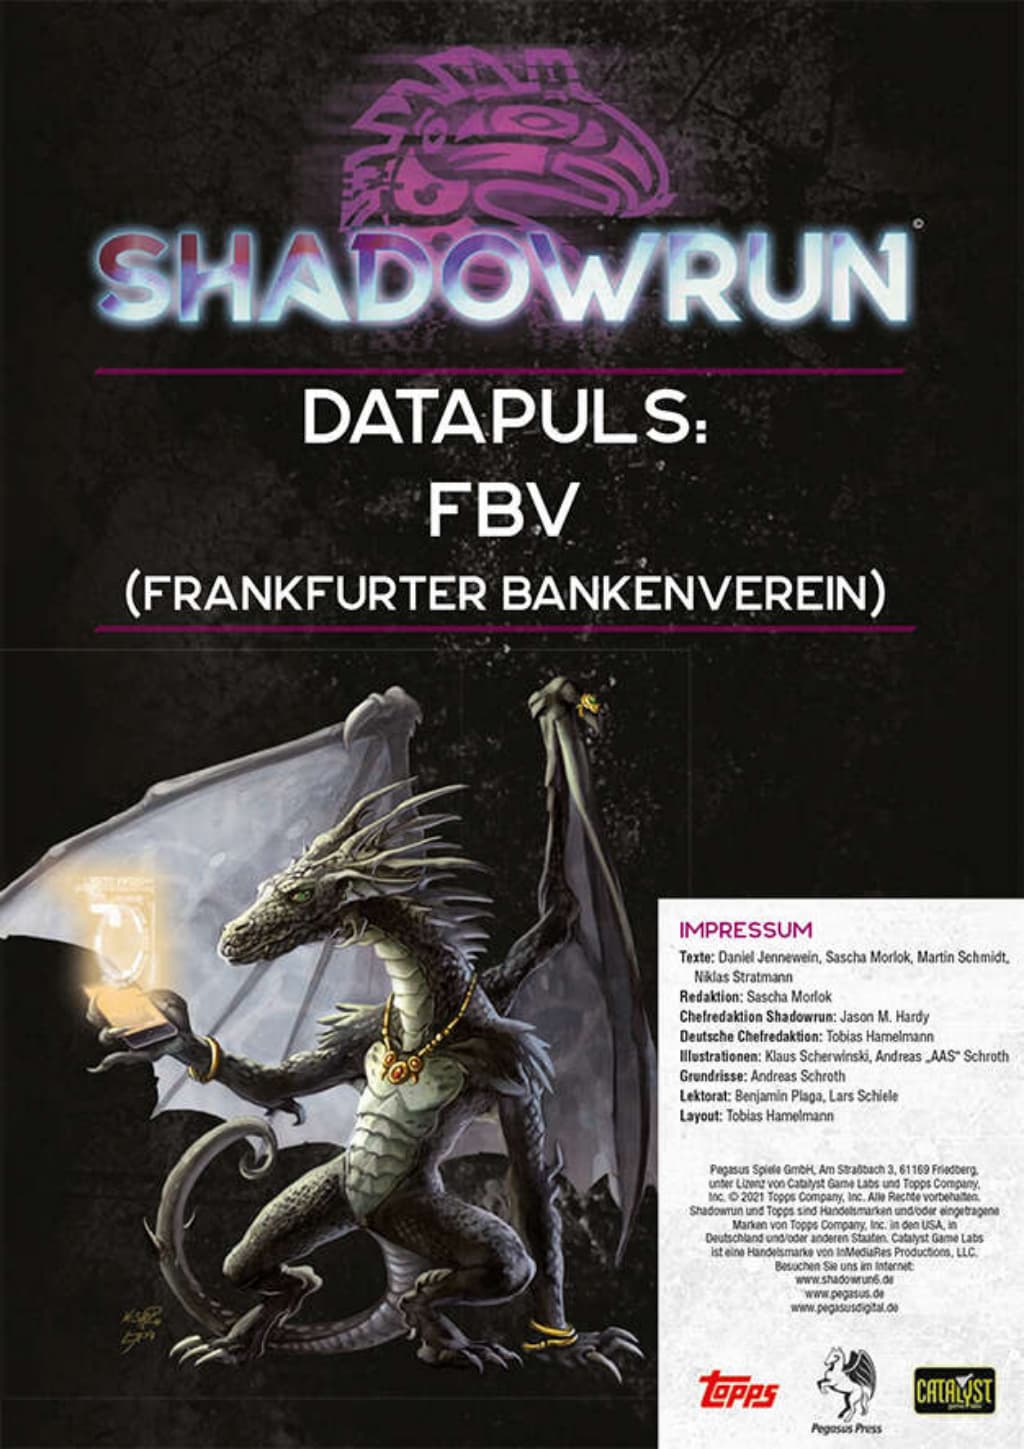 ©
SHADOWRUN
DATAPULS:
FBV
(FRANKFURTER BANKENVEREIN)
IMPRESSUM
Texte: Daniel Jennewein, Sascha Morlok, Martin Schmidt,
Niklas Stratmann
Redaktion: Sascha Morlok
Chefredaktion Shadowrun: Jason M. Hardy
Deutsche Chefredaktion: Tobias Hamelmann
Illustrationen: Klaus Scherwinski, Andreas „AAS“ Schroth
Grundrisse: Andreas Schroth
Lektorat: Benjamin Plaga, Lars Schiele
Layout: Tobias Hamelmann
Pegasus Spiele GmbH, Am Straßbach 3, 61169 Friedberg,
unter Lizenz von Catalyst Game Labs und Topps Company,
Inc. © 2021 Topps Company, Inc. Alle Rechte vorbehalten.
Shadowrun und Topps sind Handelsmarken und/oder eingetragene
Marken von Topps Company, Inc. in den USA, in
Deutschland und/oder anderen Staaten. Catalyst Game Labs
ist eine Handelsmarke von InMediaRes Productions, LLC.
Besuchen Sie uns im Internet:
www.shadowrun6.de
www.pegasus.de
www.pegasusdigital.de
topps
Pegasus Press
CATALYST
game labs